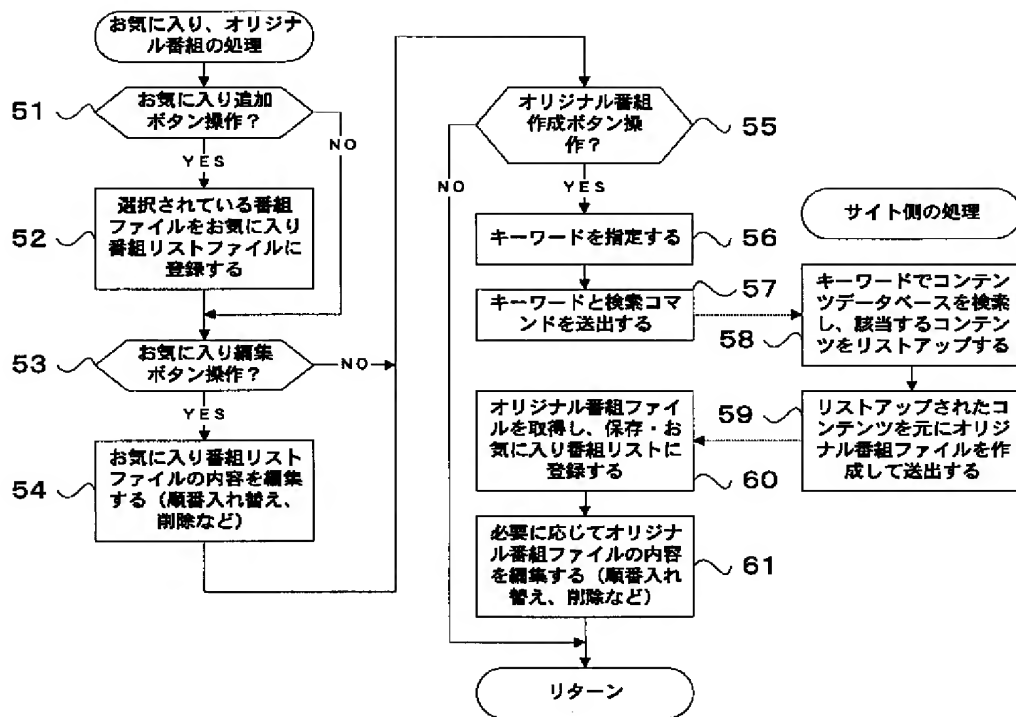 お気に入り、オリジナ
ル番組の処理
51
お気に入り追加
ボタン操作？
NO
YES
52
選択されている番組
ファイルをお気に入り
番組リストファイルに
登録する
53
お気に入り編集
ボタン操作？
NO
YES
54
お気に入り番組リスト
ファイルの内容を編集
する（順番入れ替え、
削除など）
オリジナル番組
作成ボタン操
作？
55
NO
YES
キーワードを指定する
56
キーワードと検索コマ
ンドを送出する
57
サイト側の処理
キーワードでコンテン
ツデータベースを検索
し、該当するコンテン
ツをリストアップする
58
59
リストアップされたコ
ンテンツを元にオリジ
ナル番組ファイルを作
成して送出する
オリジナル番組ファイ
ルを取得し、保存・お
気に入り番組リストに
登録する
60
必要に応じてオリジナ
ル番組ファイルの内容
を編集する（順番入れ
替え、削除など）
61
リターン